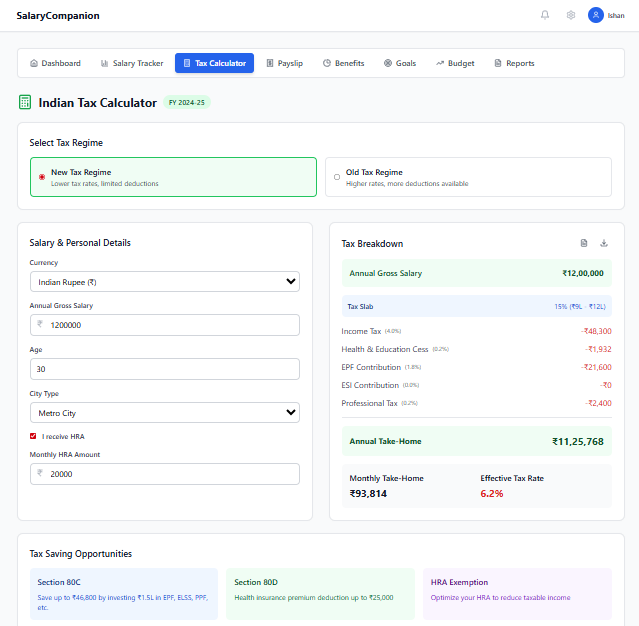 SalaryCompanion
Ishan
Dashboard Salary Tracker Tax Calculator Payslip Benefits Goals Budget Reports
Indian Tax Calculator FY 2024-25
Select Tax Regime
New Tax Regime
Lower tax rates, limited deductions
Old Tax Regime
Higher rates, more deductions available
Salary & Personal Details
Currency
Indian Rupee (₹)
Annual Gross Salary
₹ 1200000
Age
30
City Type
Metro City
I receive HRA
Monthly HRA Amount
₹ 20000
Tax Breakdown
Annual Gross Salary ₹12,00,000
Tax Slab 15% (₹9L - ₹12L)
Income Tax (4.0%) -₹48,300
Health & Education Cess (0.2%) -₹1,932
EPF Contribution (1.8%) -₹21,600
ESI Contribution (0.0%) -₹0
Professional Tax (0.2%) -₹2,400
Annual Take-Home ₹11,25,768
Monthly Take-Home
₹93,814
Effective Tax Rate
6.2%
Tax Saving Opportunities
Section 80C
Save up to ₹46,800 by investing ₹1.5L in EPF, ELSS, PPF,
etc.
Section 80D
Health insurance premium deduction up to ₹25,000
HRA Exemption
Optimize your HRA to reduce taxable income